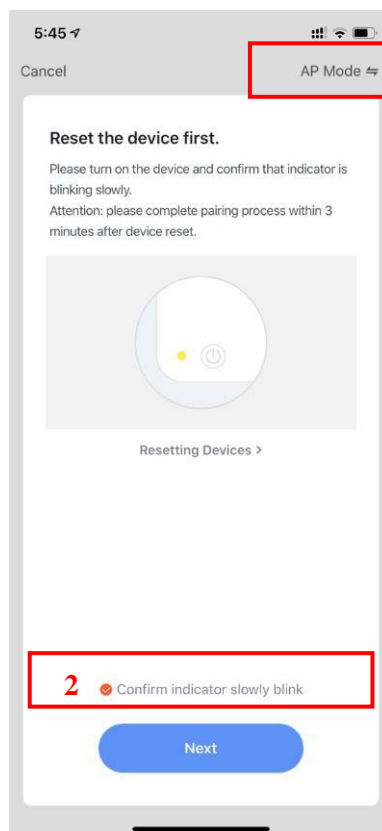 5:45
Cancel
AP Mode ⇋
Reset the device first.
Please turn on the device and confirm that indicator is
blinking slowly.
Attention: please complete pairing process within 3
minutes after device reset.
Resetting Devices >
2
Confirm indicator slowly blink
Next